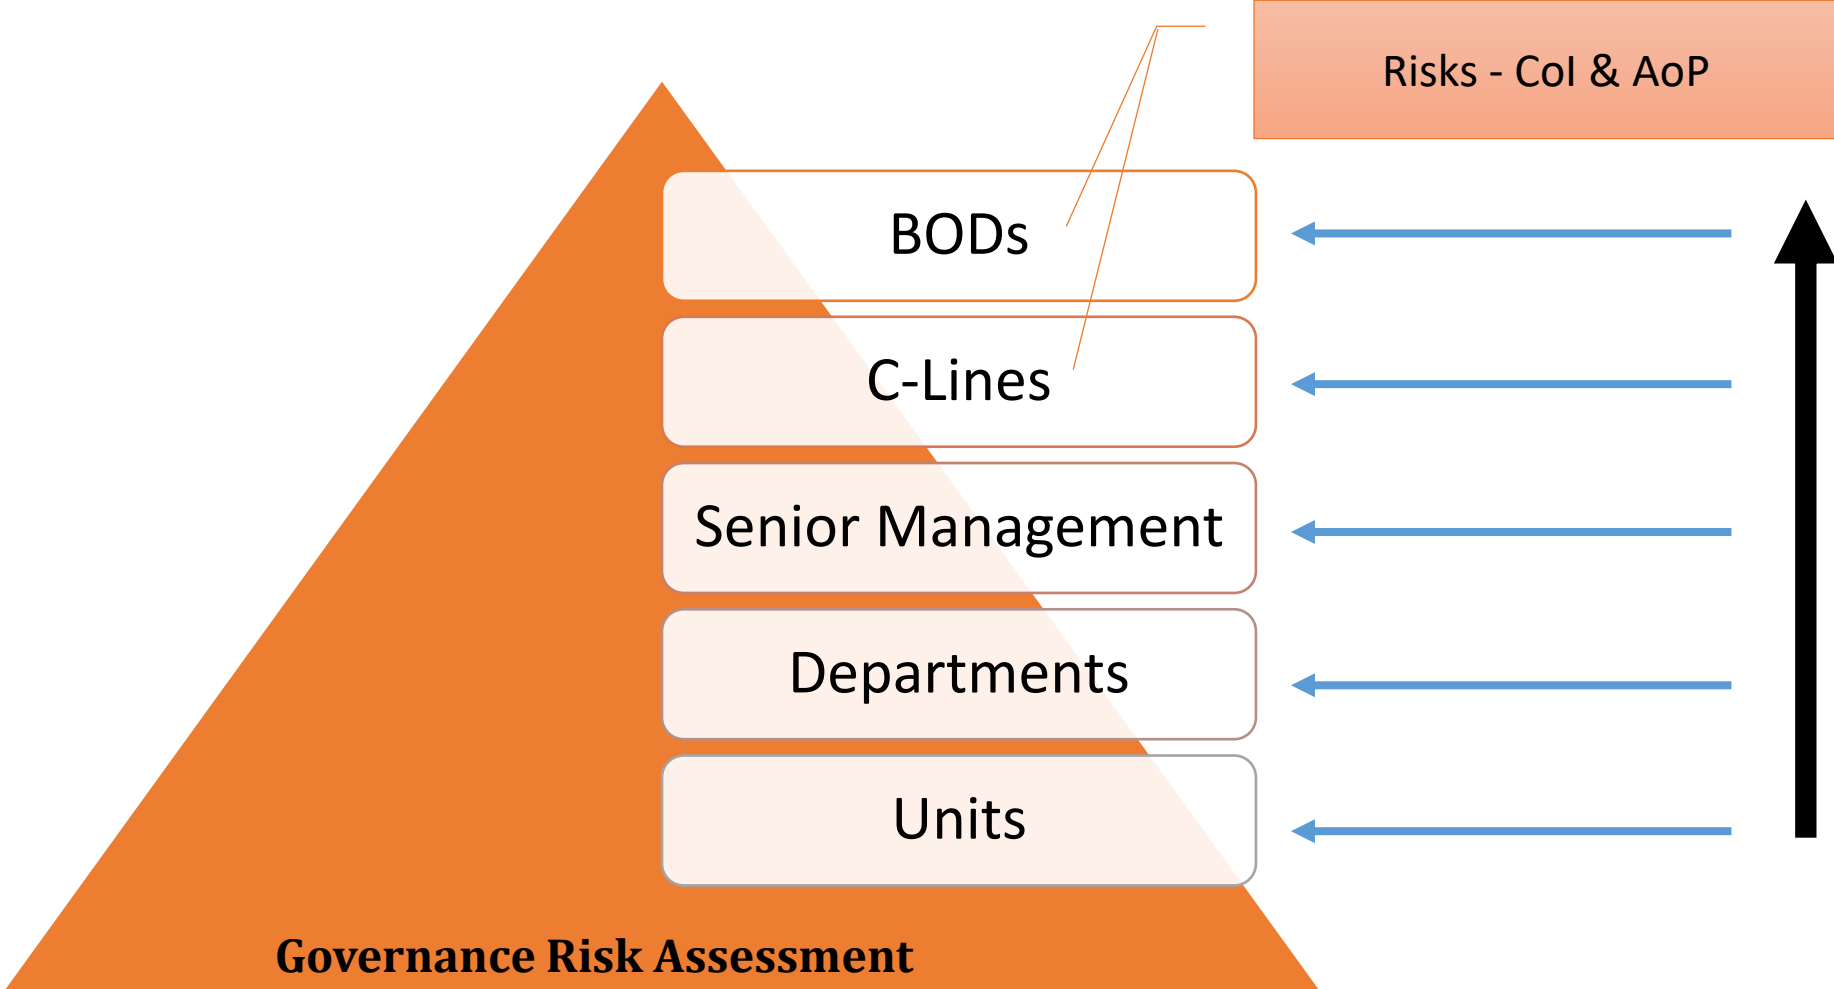 Risks - CoI & AoP
BODs
C-Lines
Senior Management
Departments
Units
Governance Risk Assessment